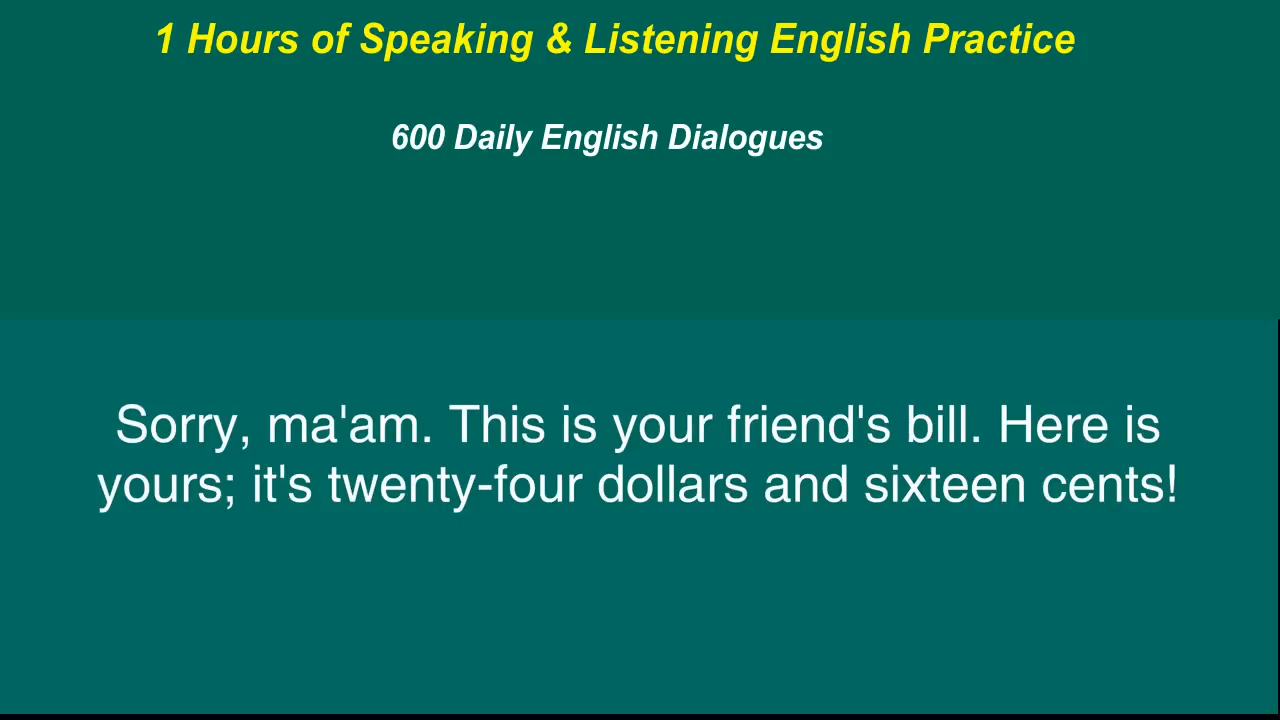 1 Hours of Speaking & Listening English Practice
600 Daily English Dialogues
Sorry, ma'am. This is your friend's bill. Here is
yours; it's twenty-four dollars and sixteen cents!